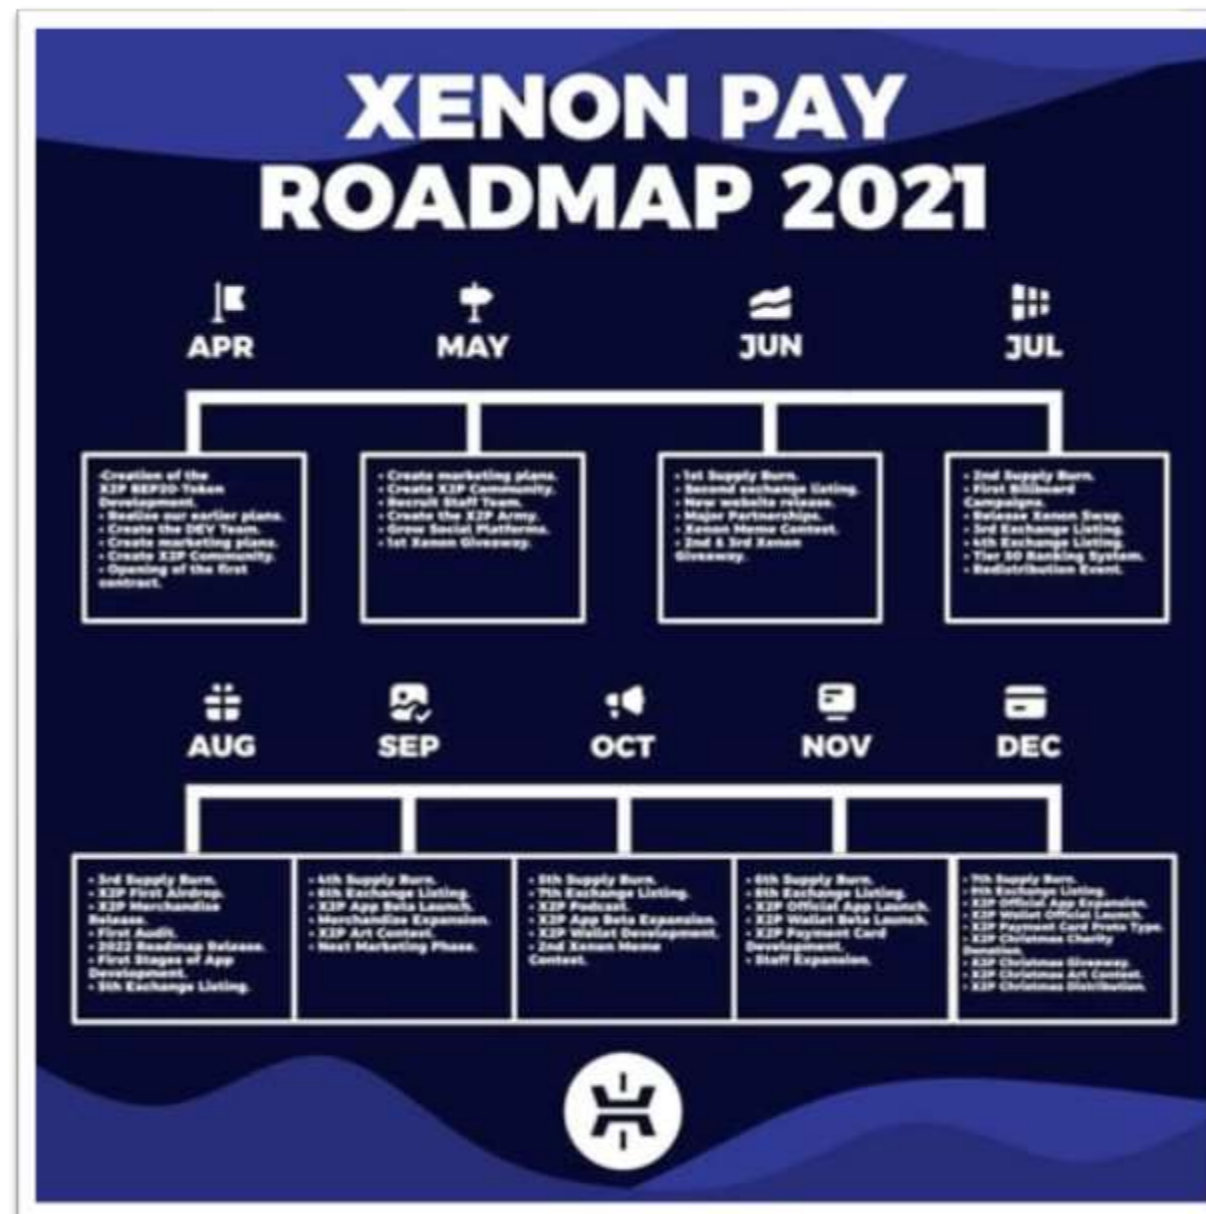 XENON PAY
ROADMAP 2021
APR
MAY
JUN
JUL
-Creation of the
X2P BEP20-Token
Development.
- Realize our earlier plans.
- Create the DEV Team.
- Create marketing plans.
- Create X2P Community.
- Opening of the first
contract.
- Create marketing plans.
- Create X2P Community.
- Recruit Staff Team.
- Create the X2P Army.
- Grow Social Platforms.
- 1st Xenon Giveaway.
- 1st Supply Burn.
- Second exchange listing.
- New website release.
- Major Partnerships.
- Xenon Meme Contest.
- 2nd & 3rd Xenon
Giveaway.
- 2nd Supply Burn.
- First Billboard
Campaigns.
- Release Xenon Swap.
- 3rd Exchange Listing.
- 4th Exchange Listing.
- Tier 50 Ranking System.
- Redistribution Event.
AUG
SEP
OCT
NOV
DEC
- 3rd Supply Burn.
- X2P First Airdrop.
- X2P Merchandise
Release.
- First Audit.
- 2022 Roadmap Release.
- First Stages of App
Development.
- 5th Exchange Listing.
- 4th Supply Burn.
- 6th Exchange Listing.
- X2P App Beta Launch.
- Merchandise Expansion.
- X2P Art Contest.
- Next Marketing Phase.
- 5th Supply Burn.
- 7th Exchange Listing.
- X2P Podcast.
- X2P App Beta Expansion.
- X2P Wallet Development.
- 2nd Xenon Meme
Contest.
- 6th Supply Burn.
- 8th Exchange Listing.
- X2P Official App Launch.
- X2P Wallet Beta Launch.
- X2P Payment Card
Development.
- Staff Expansion.
- 7th Supply Burn.
- 9th Exchange Listing.
- X2P Official App Expansion.
- X2P Wallet Official Launch.
- X2P Payment Card Proto Type.
- X2P Christmas Charity
Donation.
- X2P Christmas Giveaway.
- X2P Christmas Art Contest.
- X2P Christmas Distribution.